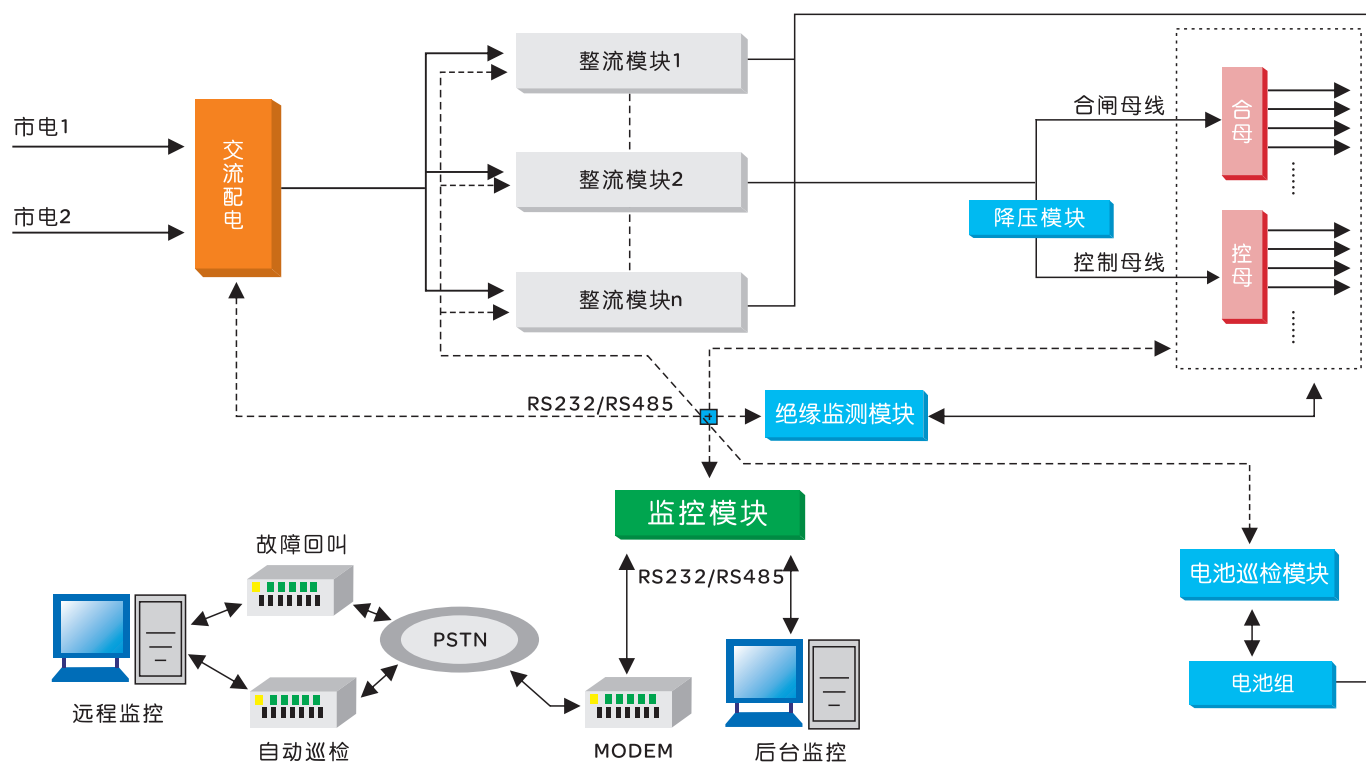 整流模块1
合闸母线
合母
市电1
交流配电
整流模块2
市电2
降压模块
控制母线
控母
整流模块n
RS232/RS485
绝缘监测模块
监控模块
故障回叫
RS232/RS485
电池巡检模块
PSTN
电池组
远程监控
自动巡检
MODEM
后台监控